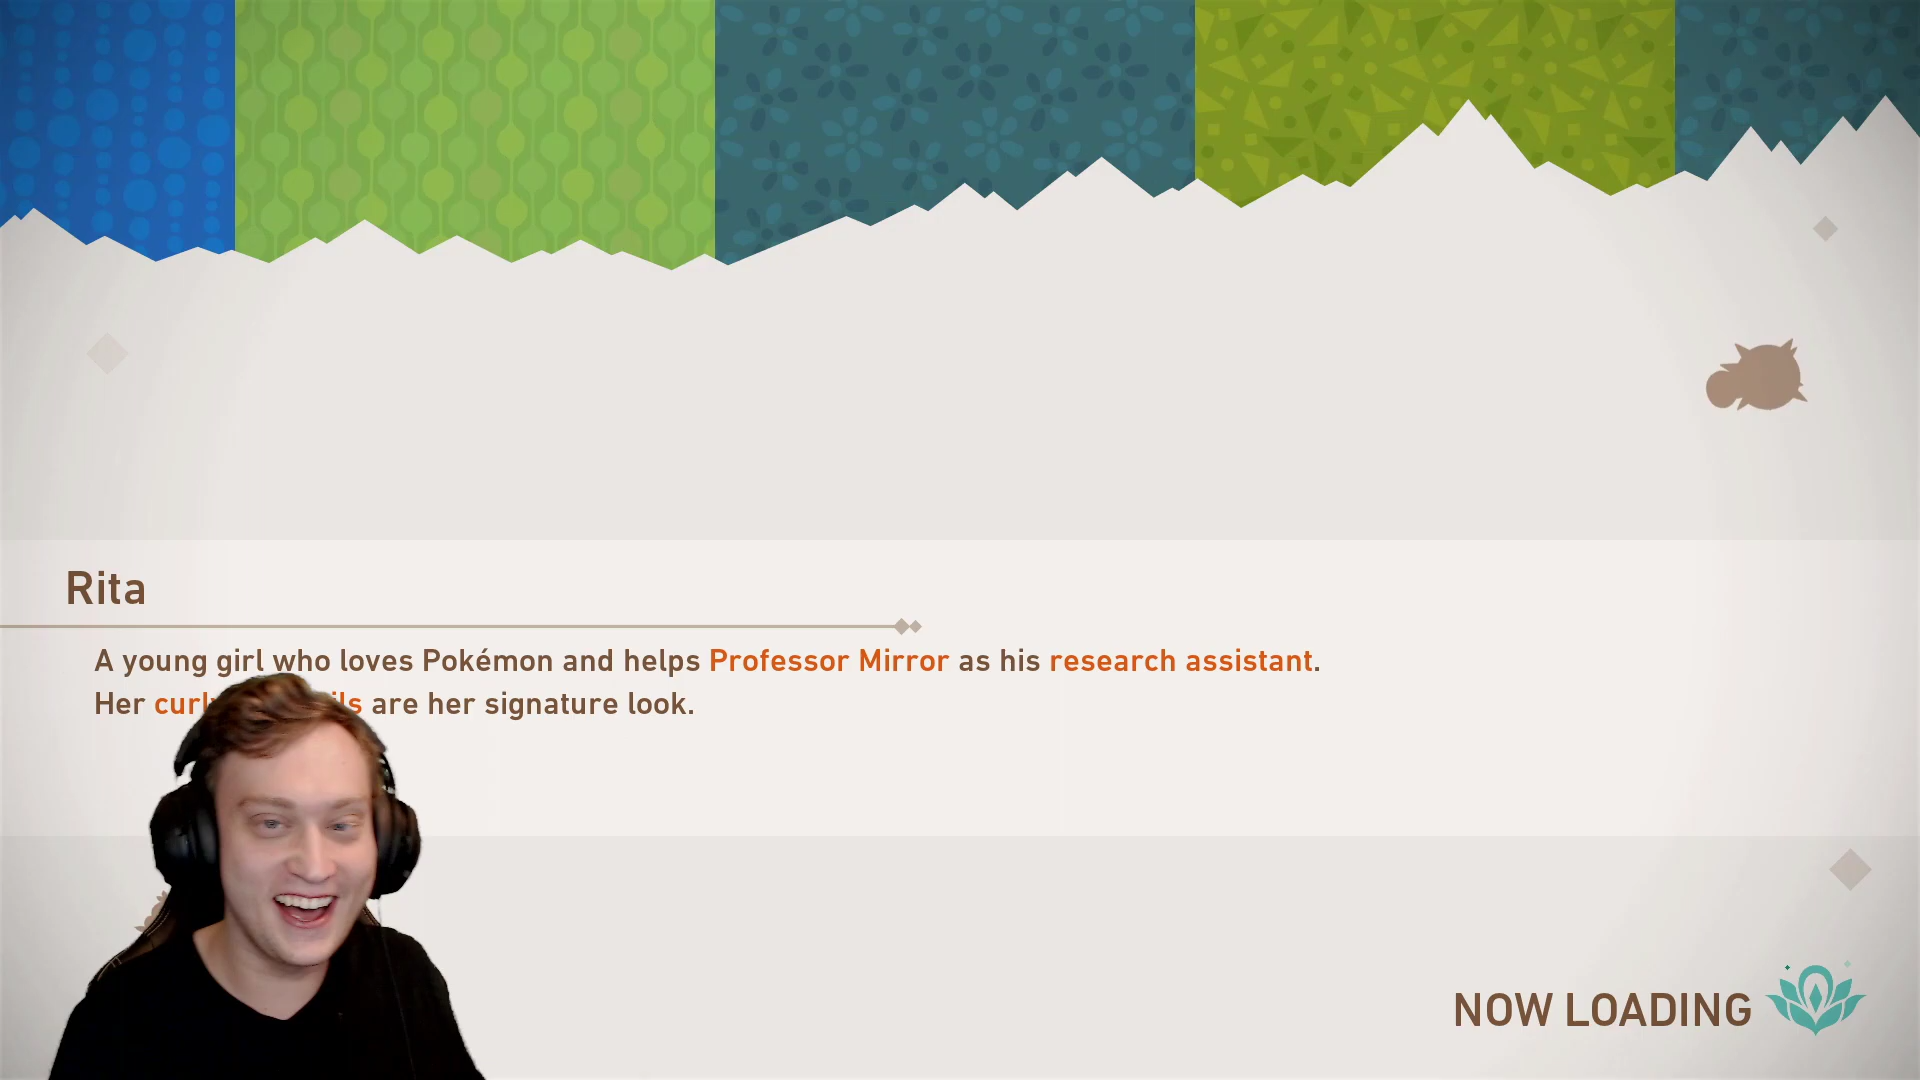 Rita
A young girl who loves Pokémon and helps Professor Mirror as his research assistant.
Her are her signature look.
NOW LOADING